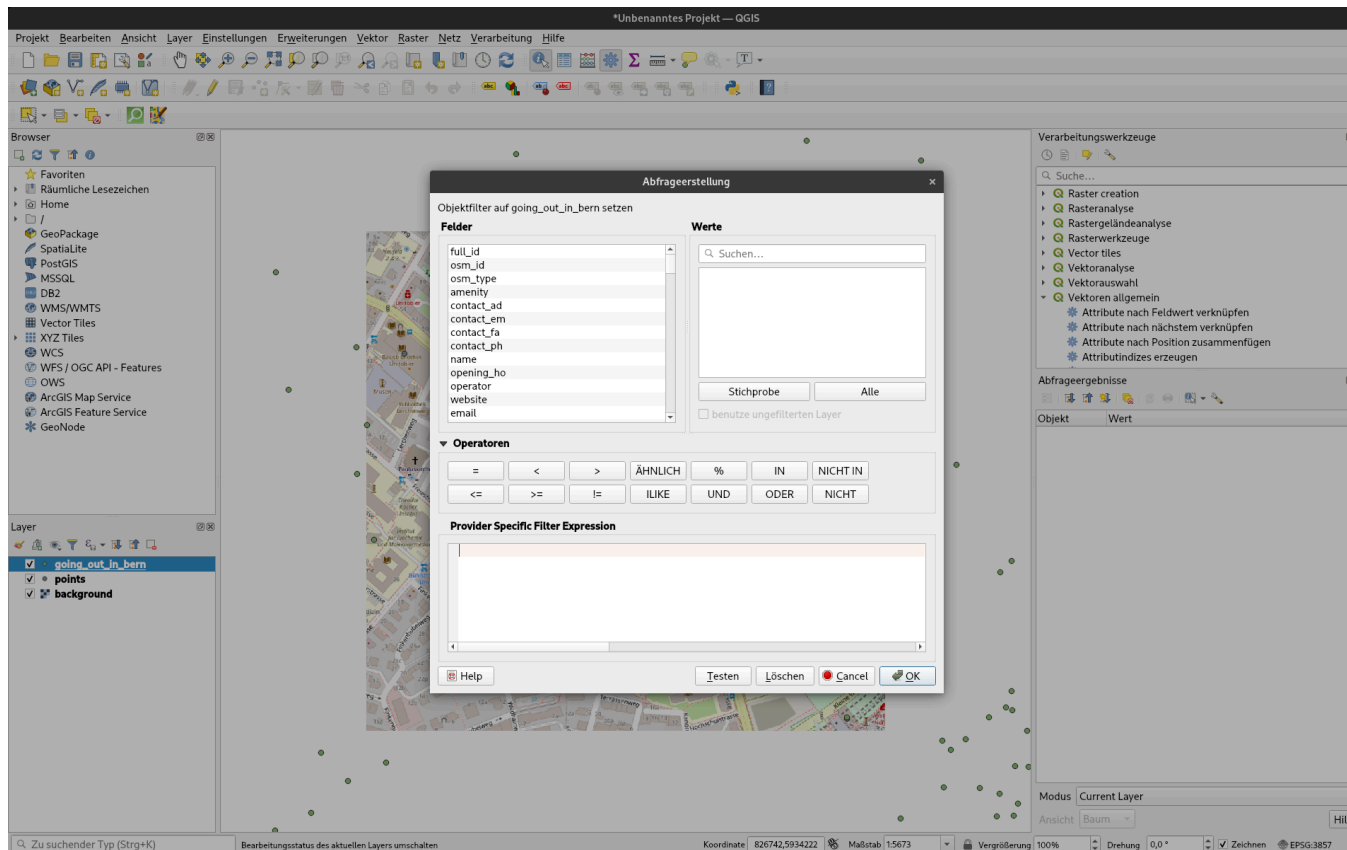 *Unbenanntes Projekt — QGIS
Projekt Bearbeiten Ansicht Layer Einstellungen Erweiterungen Vektor Raster Netz Verarbeitung Hilfe
Browser
Favoriten
Räumliche Lesezeichen
Home
/
GeoPackage
SpatiaLite
PostGIS
MSSQL
DB2
WMS/WMTS
Vector Tiles
XYZ Tiles
WCS
WFS / OGC API - Features
OWS
ArcGIS Map Service
ArcGIS Feature Service
GeoNode
Layer
going_out_in_bern
points
background
Abfrageerstellung
Objektfilter auf going_out_in_bern setzen
Felder
full_id
osm_id
osm_type
amenity
contact_ad
contact_em
contact_fa
contact_ph
name
opening_ho
operator
website
email
Werte
Suchen...
Stichprobe Alle
benutze ungefilterten Layer
Operatoren
= < > ÄHNLICH % IN NICHT IN
<= >= != ILIKE UND ODER NICHT
Provider Specific Filter Expression
Help Testen Löschen Cancel OK
Verarbeitungswerkzeuge
Suche...
Raster creation
Rasteranalyse
Rastergeländeanalyse
Rasterwerkzeuge
Vector tiles
Vektoranalyse
Vektorauswahl
Vektoren allgemein
Attribute nach Feldwert verknüpfen
Attribute nach nächstem verknüpfen
Attribute nach Position zusammenfügen
Attributindizes erzeugen
Abfrageergebnisse
Objekt Wert
Modus Current Layer
Ansicht Baum
Hil
Zu suchender Typ (Strg+K) Bearbeitungsstatus des aktuellen Layers umschalten Koordinate 826742,5934222 Maßstab 1:5673 Vergrößerung 100% Drehung 0,0 ° Zeichnen EPSG:3857